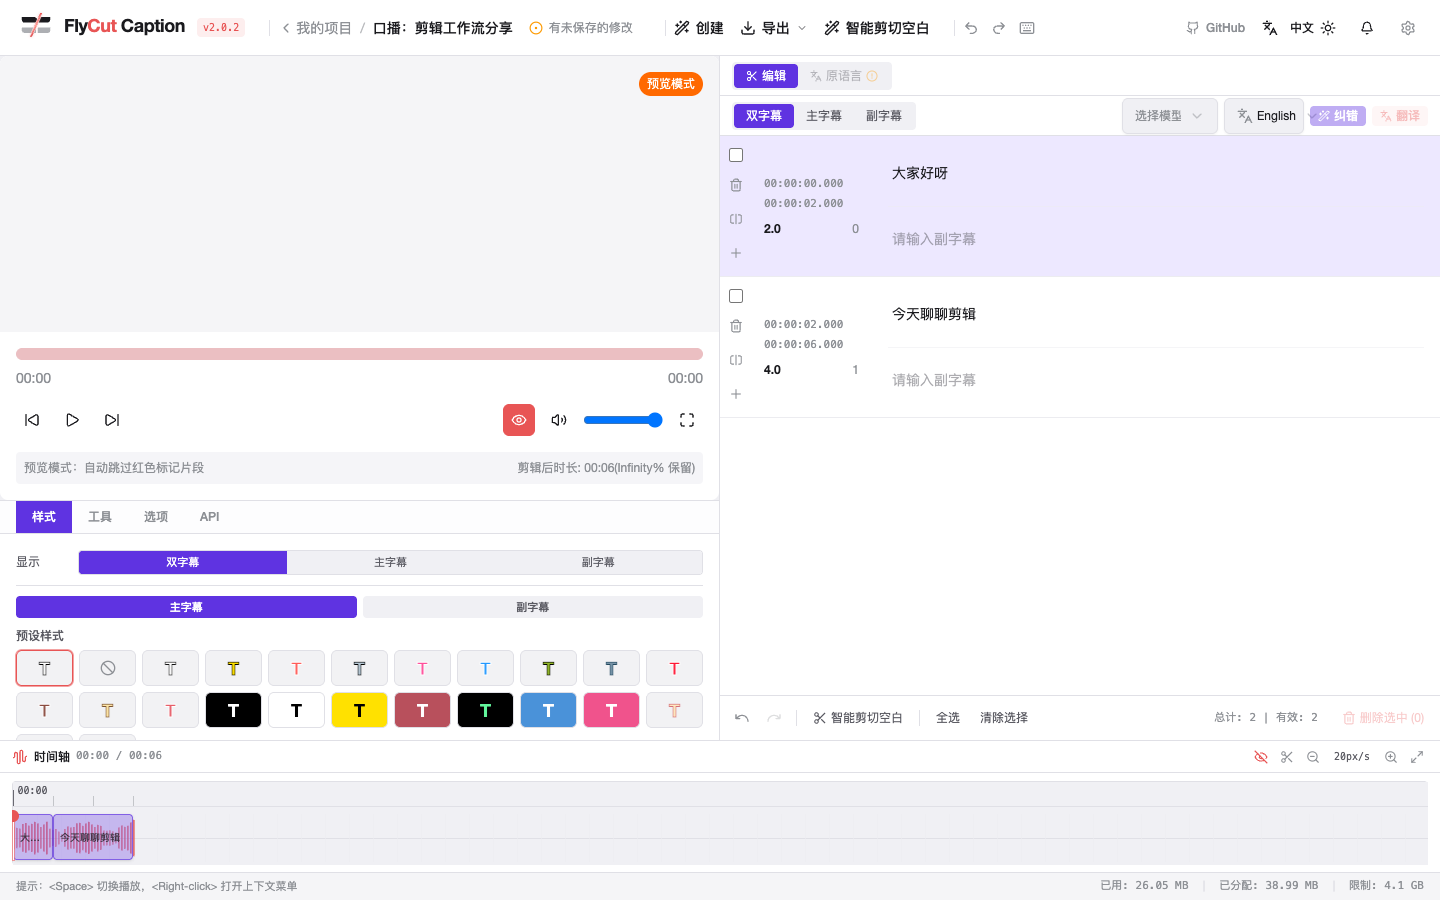 FlyCut Caption v2.0.2 我的项目 / 口播：剪辑工作流分享 有未保存的修改 创建 导出 智能剪切空白 GitHub 中文
预览模式
编辑 原语言
双字幕 主字幕 副字幕 选择模型 English 纠错 翻译
大家好呀
00:00:00.000
00:00:02.000
2.0 0
请输入副字幕
今天聊聊剪辑
00:00:02.000
00:00:06.000
4.0 1
请输入副字幕
00:00 00:00
预览模式：自动跳过红色标记片段 剪辑后时长: 00:06(Infinity% 保留)
样式 工具 选项 API
显示 双字幕 主字幕 副字幕
主字幕 副字幕
预设样式
T T T T T T T T T T
T T T T T T T T T T T
智能剪切空白 全选 清除选择 总计: 2 | 有效: 2 删除选中 (0)
时间轴 00:00 / 00:06 20px/s
00:00
大... 今天聊聊剪辑
提示：<Space> 切换播放，<Right-click> 打开上下文菜单 已用: 26.05 MB 已分配: 38.99 MB 限制: 4.1 GB